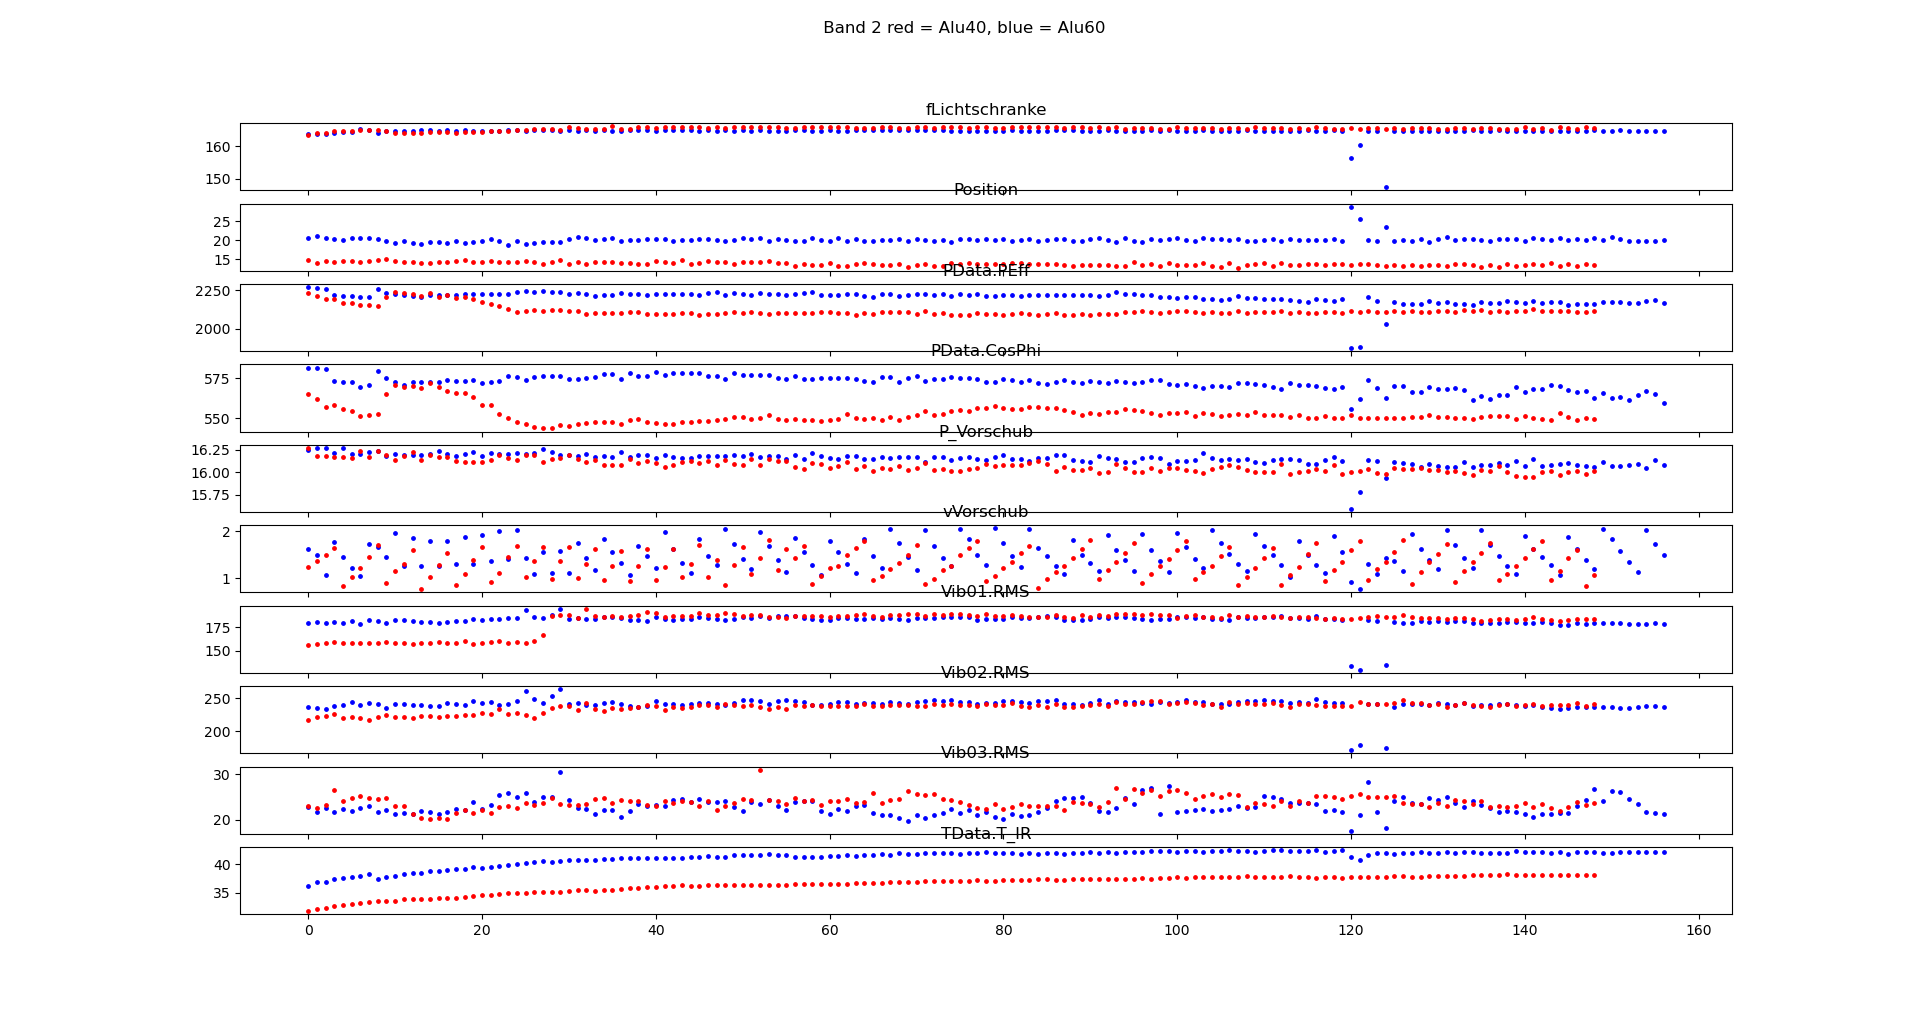 Band 2 red = Alu40, blue = Alu60
fLichtschranke
160
150
Position
25
20
15
PData.PEff
2250
2000
PData.CosPhi
575
550
P_Vorschub
16.25
16.00
15.75
vVorschub
2
1
Vib01.RMS
175
150
Vib02.RMS
250
200
Vib03.RMS
30
20
TData.T_IR
40
35
0 20 40 60 80 100 120 140 160